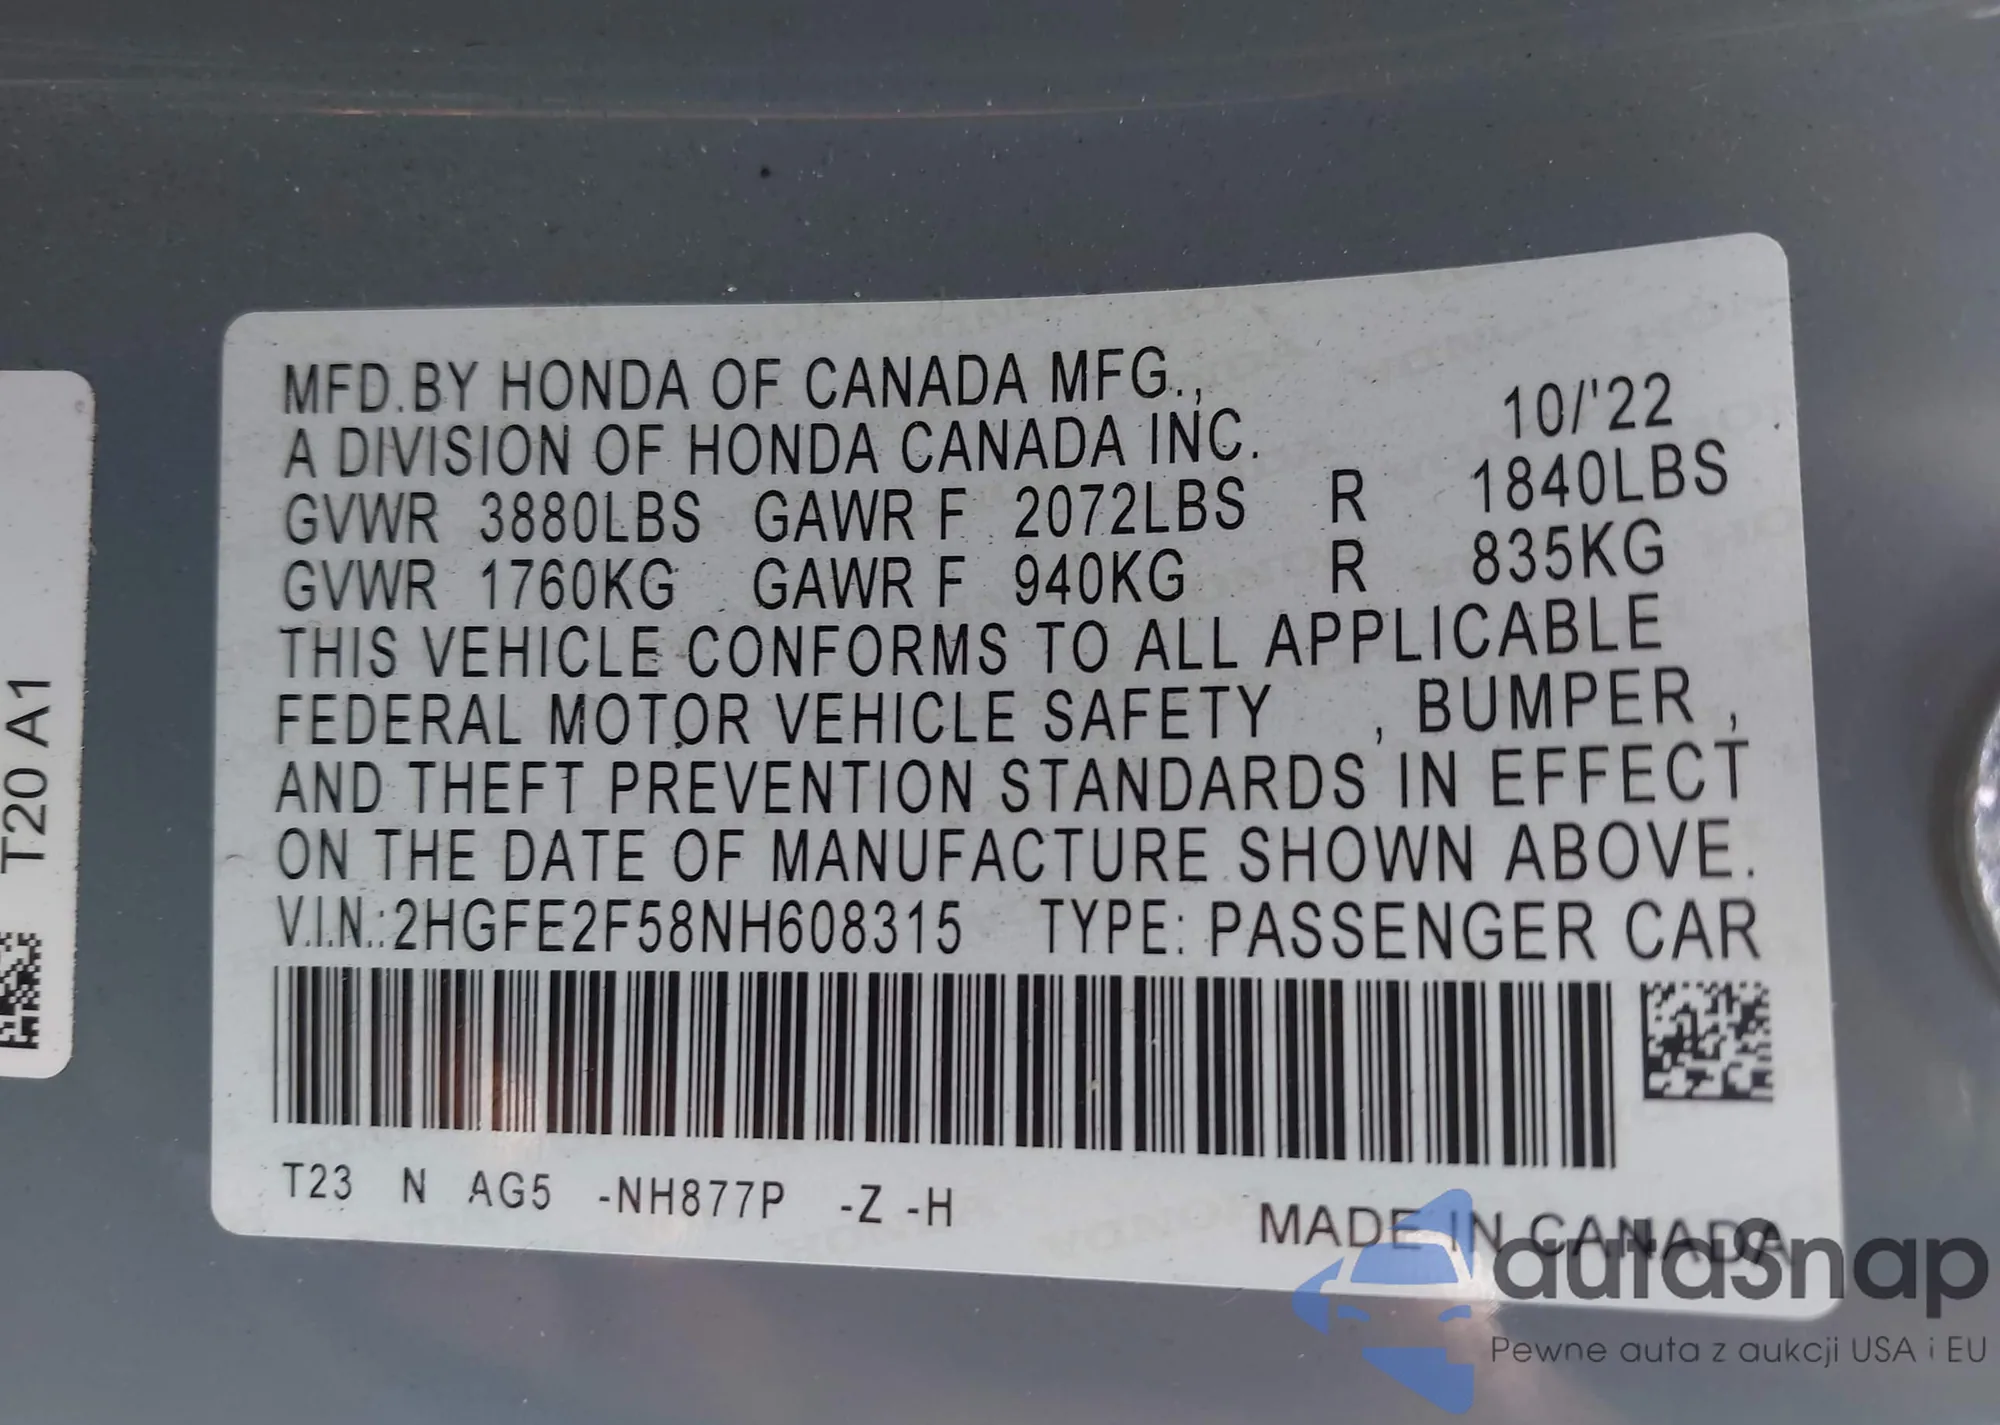 MFD.BY HONDA OF CANADA MFG.,
A DIVISION OF HONDA CANADA INC. 10/'22
GVWR 3880LBS GAWR F 2072LBS R 1840LBS
GVWR 1760KG GAWR F 940KG R 835KG
THIS VEHICLE CONFORMS TO ALL APPLICABLE
FEDERAL MOTOR VEHICLE SAFETY , BUMPER ,
AND THEFT PREVENTION STANDARDS IN EFFECT
ON THE DATE OF MANUFACTURE SHOWN ABOVE.
V.I.N.:2HGFE2F58NH608315 TYPE: PASSENGER CAR
T23 N AG5 -NH877P -Z -H
MADE IN CANADA
T20 A1
autasnap
Pewne auta z aukcji USA i EU